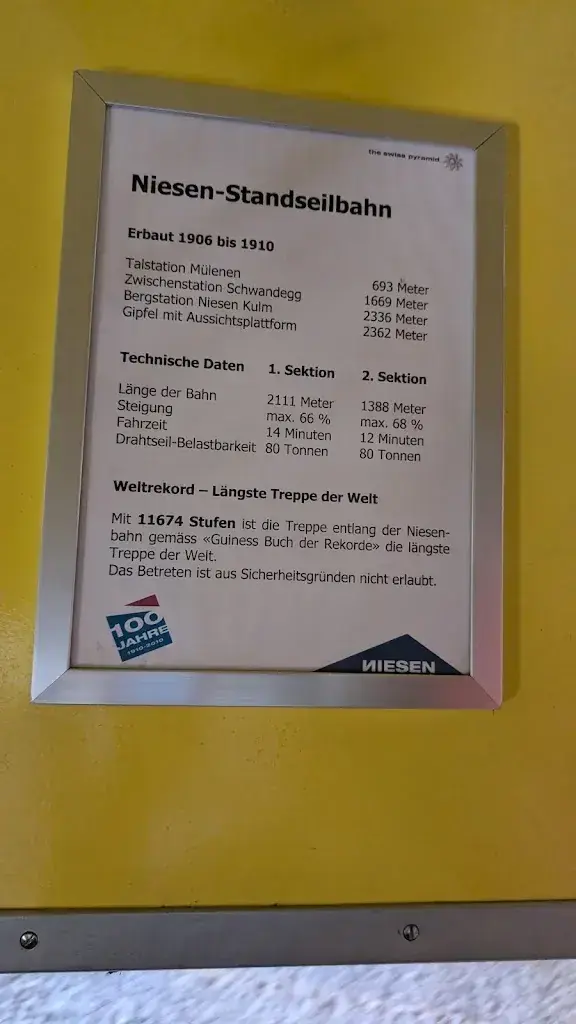 the swiss pyramid
Niesen-Standseilbahn
Erbaut 1906 bis 1910
Talstation Mülenen 693 Meter
Zwischenstation Schwandegg 1669 Meter
Bergstation Niesen Kulm 2336 Meter
Gipfel mit Aussichtsplattform 2362 Meter
Technische Daten 1. Sektion 2. Sektion
Länge der Bahn 2111 Meter 1388 Meter
Steigung max. 66 % max. 68 %
Fahrzeit 14 Minuten 12 Minuten
Drahtseil-Belastbarkeit 80 Tonnen 80 Tonnen
Weltrekord – Längste Treppe der Welt
Mit 11674 Stufen ist die Treppe entlang der Niesen-
bahn gemäss «Guiness Buch der Rekorde» die längste
Treppe der Welt.
Das Betreten ist aus Sicherheitsgründen nicht erlaubt.
100
JAHRE
1910-2010
NIESEN